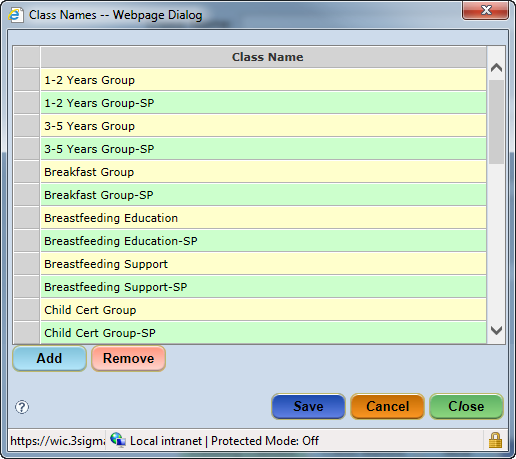 Class Names -- Webpage Dialog
Class Name
1-2 Years Group
1-2 Years Group-SP
3-5 Years Group
3-5 Years Group-SP
Breakfast Group
Breakfast Group-SP
Breastfeeding Education
Breastfeeding Education-SP
Breastfeeding Support
Breastfeeding Support-SP
Child Cert Group
Child Cert Group-SP
Add Remove
? Save Cancel Close
https://wic.3sigma Local intranet | Protected Mode: Off